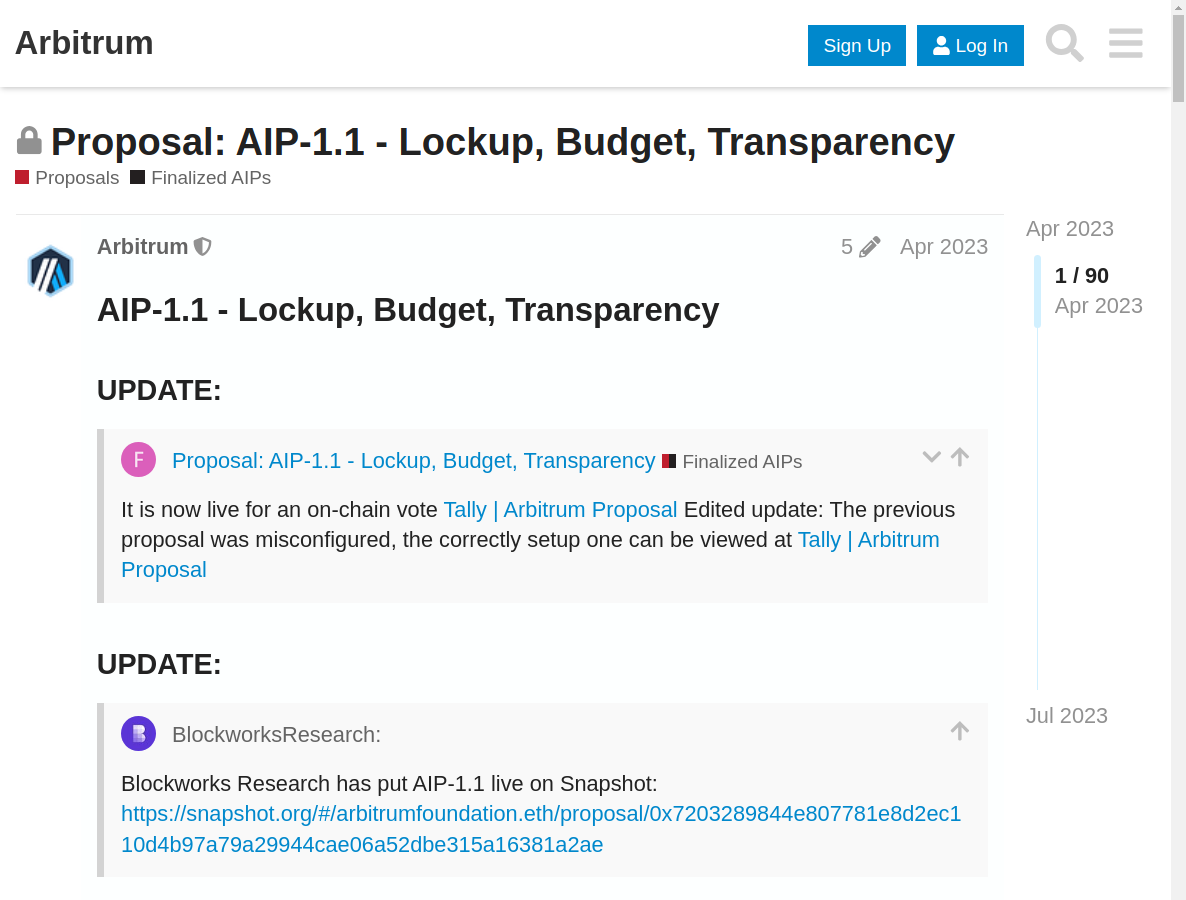 Arbitrum
Sign Up
Log In
Proposal: AIP-1.1 - Lockup, Budget, Transparency
Proposals Finalized AIPs
Arbitrum
5
Apr 2023
AIP-1.1 - Lockup, Budget, Transparency
UPDATE:
F
Proposal: AIP-1.1 - Lockup, Budget, Transparency Finalized AIPs
It is now live for an on-chain vote Tally | Arbitrum Proposal Edited update: The previous
proposal was misconfigured, the correctly setup one can be viewed at Tally | Arbitrum
Proposal
UPDATE:
B
BlockworksResearch:
Blockworks Research has put AIP-1.1 live on Snapshot:
https://snapshot.org/#/arbitrumfoundation.eth/proposal/0x7203289844e807781e8d2ec1
10d4b97a79a29944cae06a52dbe315a16381a2ae
Apr 2023
1 / 90
Apr 2023
Jul 2023